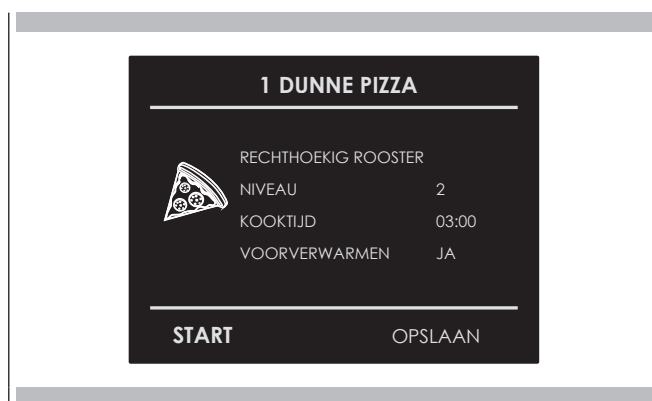 1 DUNNE PIZZA
RECHTHOEKIG ROOSTER
NIVEAU 2
KOOKTIJD 03:00
VOORVERWARMEN JA
START OPSLAAN